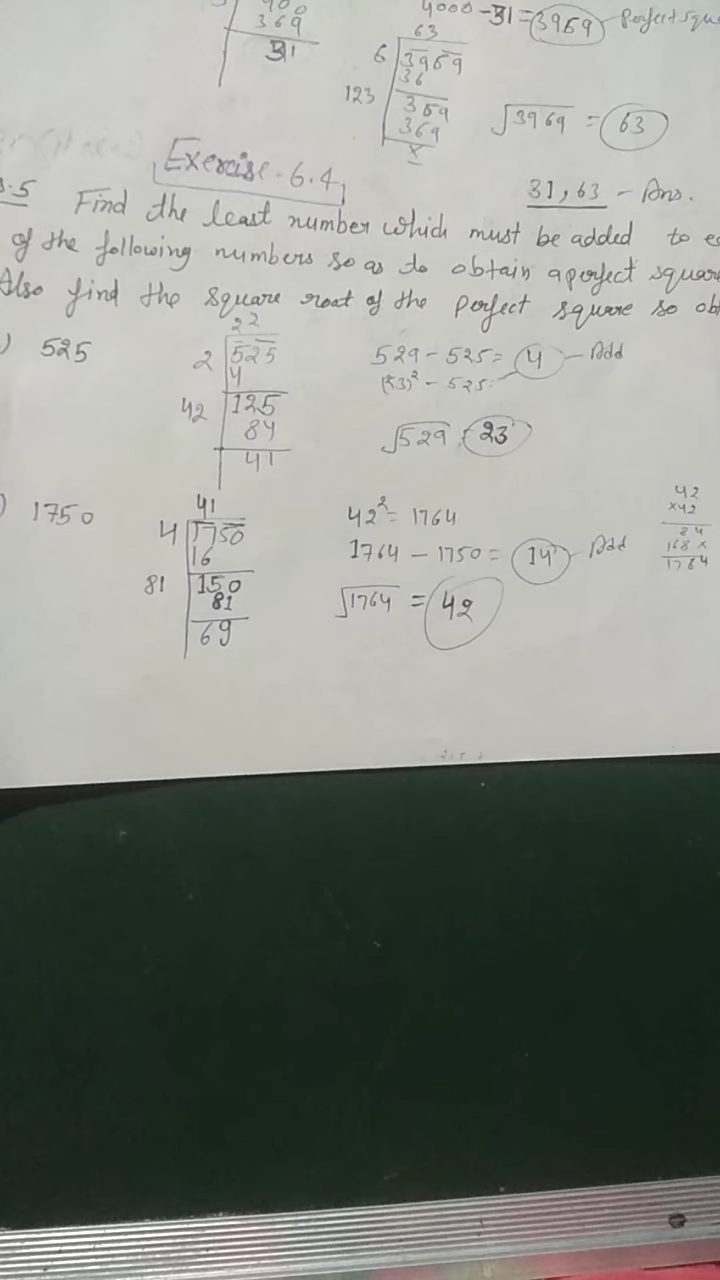 900
369
31
4000 - 31 = 3969 - Perfect
63
6 3969
36
123 369
369
x
√3969 = 63
Exercise - 6.4
31, 63 - Ans.
.5 Find the least number which must be added to
of the following numbers so as to obtain a perfect square
Also find the square root of the perfect square so
) 525
22
2 525
4
42 125
84
41
529 - 525 = 4 - Add
(23)² - 525
√529 = 23
) 1750
41
4 1750
16
81 150
81
69
42² = 1764
1764 - 1750 = 14 - Add
√1764 = 42
42
x42
84
168x
1764